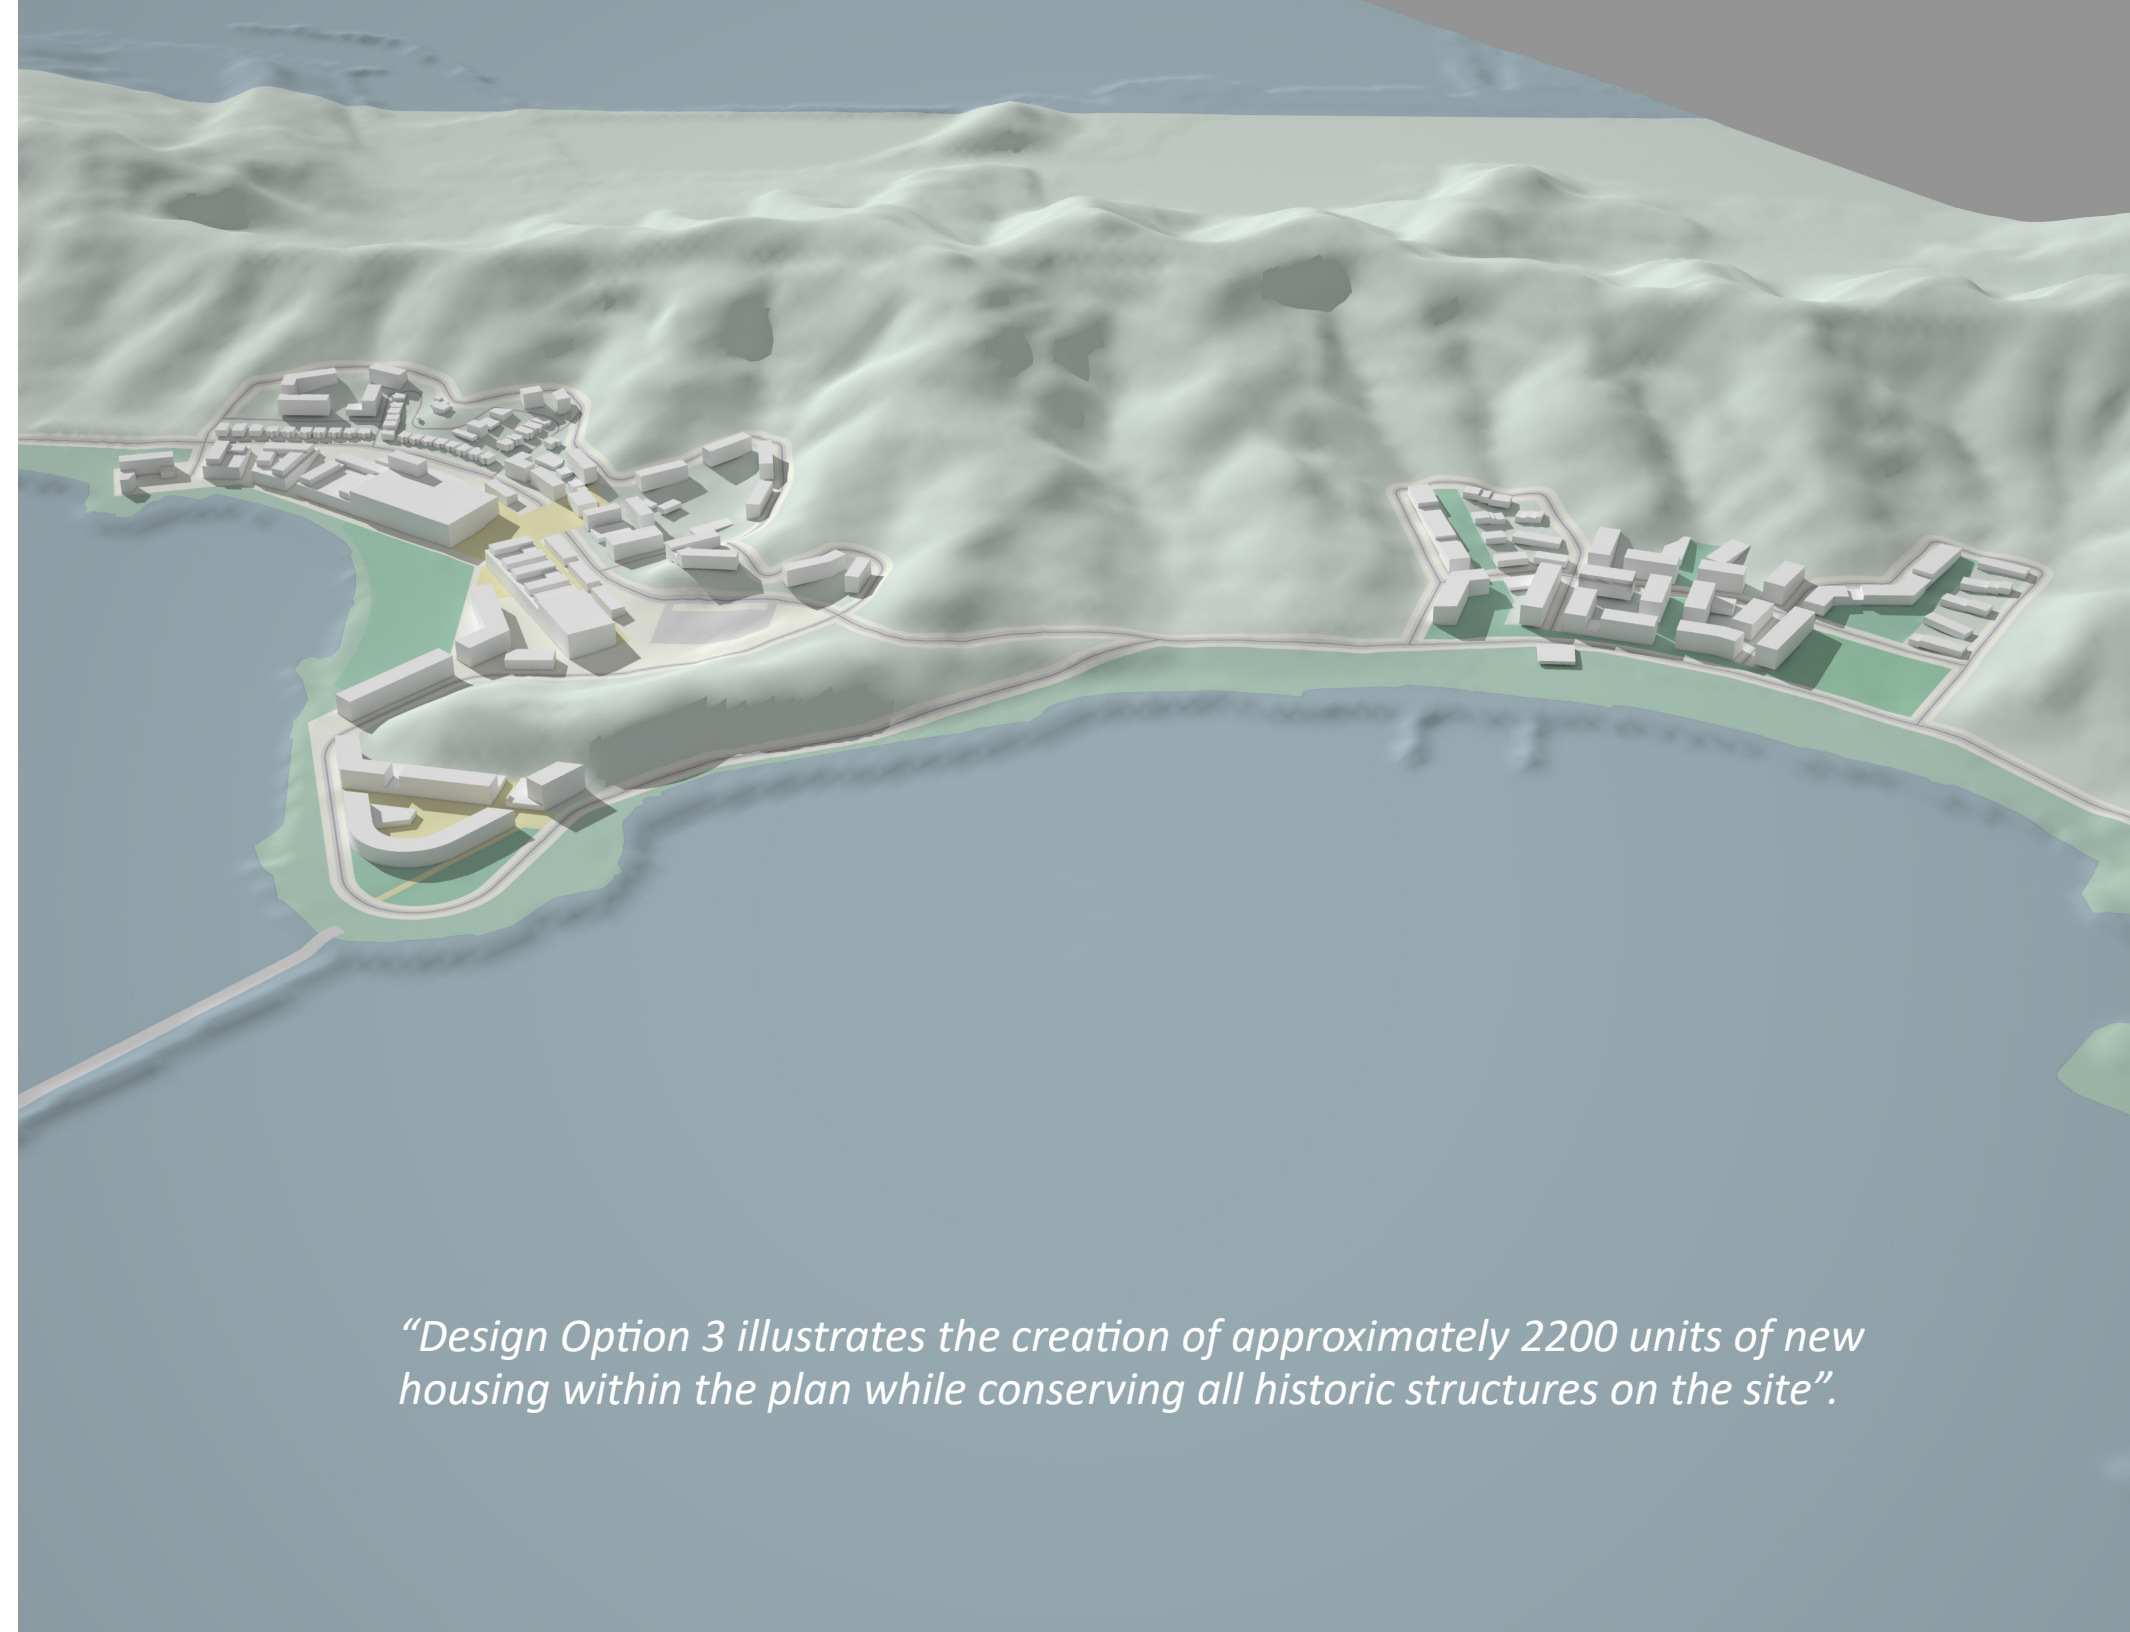 “Design Option 3 illustrates the creation of approximately 2200 units of new
housing within the plan while conserving all historic structures on the site”.